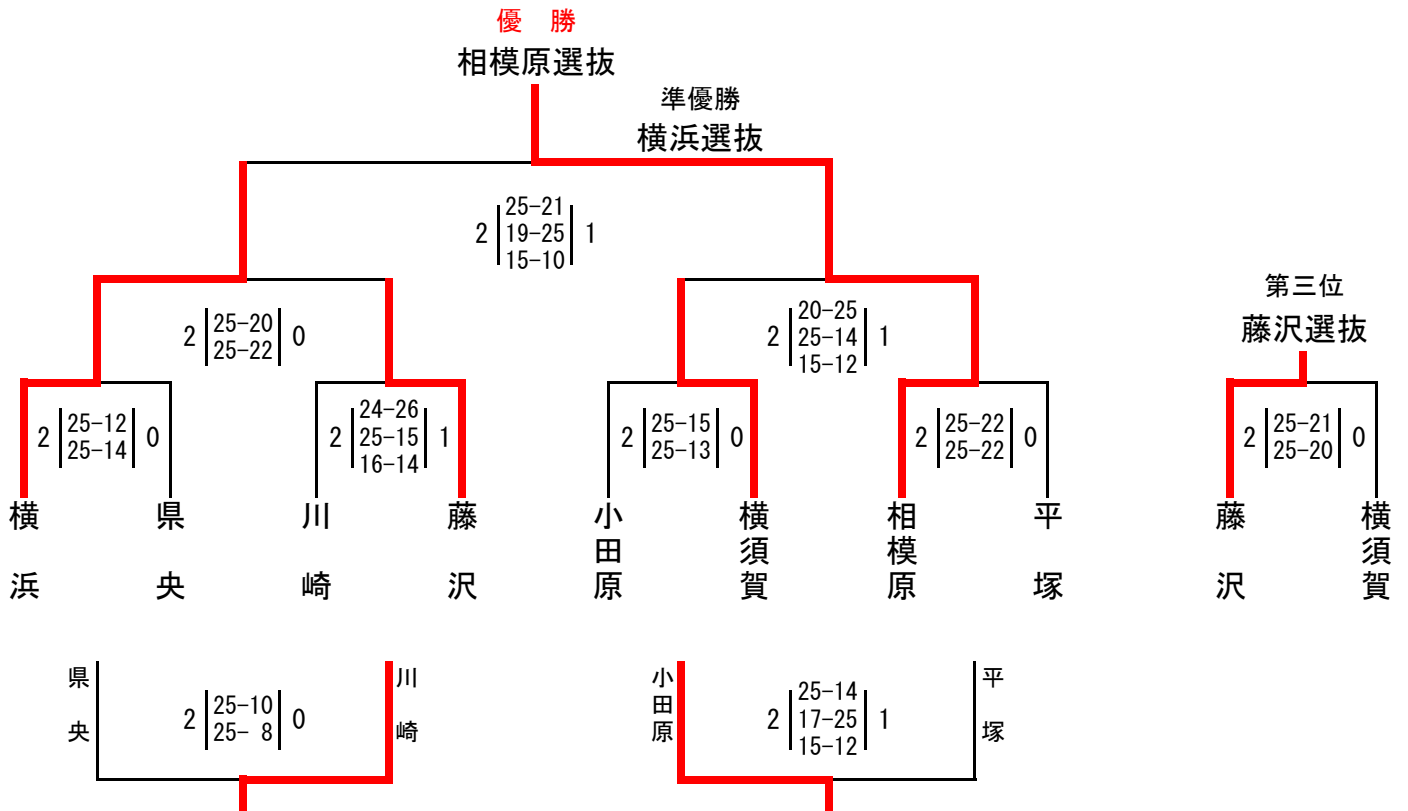 優　勝
相模原選抜
準優勝
横浜選抜
2 25-21 1
19-25
15-10
第三位
藤沢選抜
2 25-20 0
25-22
2 20-25 1
25-14
15-12
2 25-12 0
25-14
2 24-26 1
25-15
16-14
2 25-15 0
25-13
2 25-22 0
25-22
2 25-21 0
25-20
横浜
県央
川崎
藤沢
小田原
横須賀
相模原
平塚
藤沢
横須賀
県央
2 25-10 0
25- 8
川崎
小田原
2 25-14 1
17-25
15-12
平塚